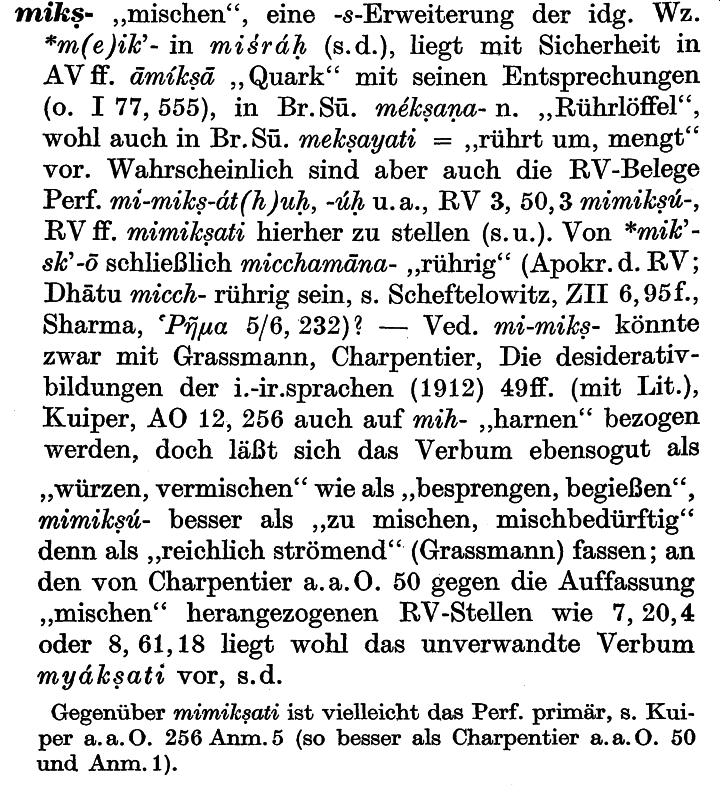 mikṣ- „mischen“, eine -s-Erweiterung der idg. Wz.
*m(e)ik’- in miśráḥ (s.d.), liegt mit Sicherheit in
AV ff. āmíkṣā „Quark“ mit seinen Entsprechungen
(o. I 77, 555), in Br.Sū. mékṣaṇa- n. „Rührlöffel“,
wohl auch in Br.Sū. mekṣayati = „rührt um, mengt“
vor. Wahrscheinlich sind aber auch die RV-Belege
Perf. mi-mikṣ-át(h)uḥ, -úḥ u.a., RV 3, 50,3 mimikṣú-,
RV ff. mimikṣati hierher zu stellen (s.u.). Von *mik’-
sk’-ō schließlich micchamāna- „rührig“ (Apokr. d. RV;
Dhātu micch- rührig sein, s. Scheftelowitz, ZII 6,95f.,
Sharma, ῾Ρῆμα 5/6, 232)? — Ved. mi-mikṣ- könnte
zwar mit Grassmann, Charpentier, Die desiderativ-
bildungen der i.-ir.sprachen (1912) 49ff. (mit Lit.),
Kuiper, AO 12, 256 auch auf mih- „harnen“ bezogen
werden, doch läßt sich das Verbum ebensogut als
„würzen, vermischen“ wie als „besprengen, begießen“,
mimikṣú- besser als „zu mischen, mischbedürftig“
denn als „reichlich strömend“ (Grassmann) fassen; an
den von Charpentier a.a.O. 50 gegen die Auffassung
„mischen“ herangezogenen RV-Stellen wie 7, 20,4
oder 8, 61,18 liegt wohl das unverwandte Verbum
myákṣati vor, s.d.
Gegenüber mimikṣati ist vielleicht das Perf. primär, s. Kui-
per a.a.O. 256 Anm. 5 (so besser als Charpentier a.a.O. 50
und Anm. 1).